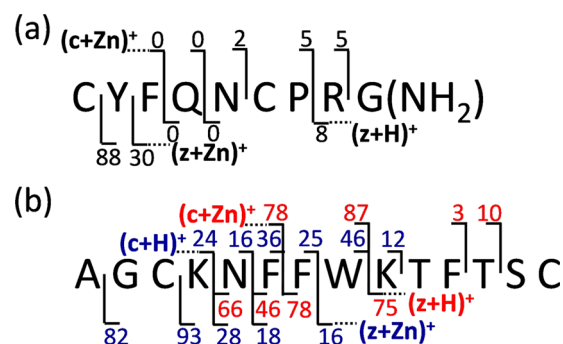 (a)
(c+Zn)⁺ 0 0 2 5 5
CYFQNCPRG(NH₂)
88 30 0 (z+Zn)⁺ 0 8 (z+H)⁺
(b)
(c+Zn)⁺ 78 87 3 10
(c+H)⁺ 24 16 36 25 46 12
AGCKNFFWKTFTSC
66 46 78 75 (z+H)⁺
82 93 28 18 16 (z+Zn)⁺